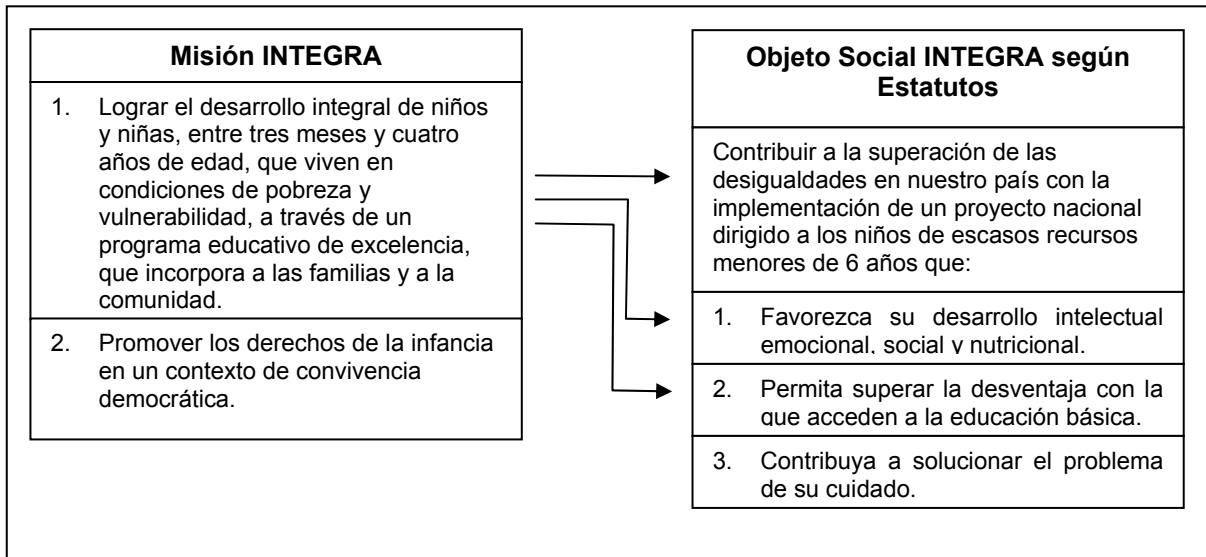 Misión INTEGRA
1. Lograr el desarrollo integral de niños
y niñas, entre tres meses y cuatro
años de edad, que viven en
condiciones de pobreza y
vulnerabilidad, a través de un
programa educativo de excelencia,
que incorpora a las familias y a la
comunidad.
2. Promover los derechos de la infancia
en un contexto de convivencia
democrática.
Objeto Social INTEGRA según
Estatutos
Contribuir a la superación de las
desigualdades en nuestro país con la
implementación de un proyecto nacional
dirigido a los niños de escasos recursos
menores de 6 años que:
1. Favorezca su desarrollo intelectual
emocional, social y nutricional.
2. Permita superar la desventaja con la
que acceden a la educación básica.
3. Contribuya a solucionar el problema
de su cuidado.